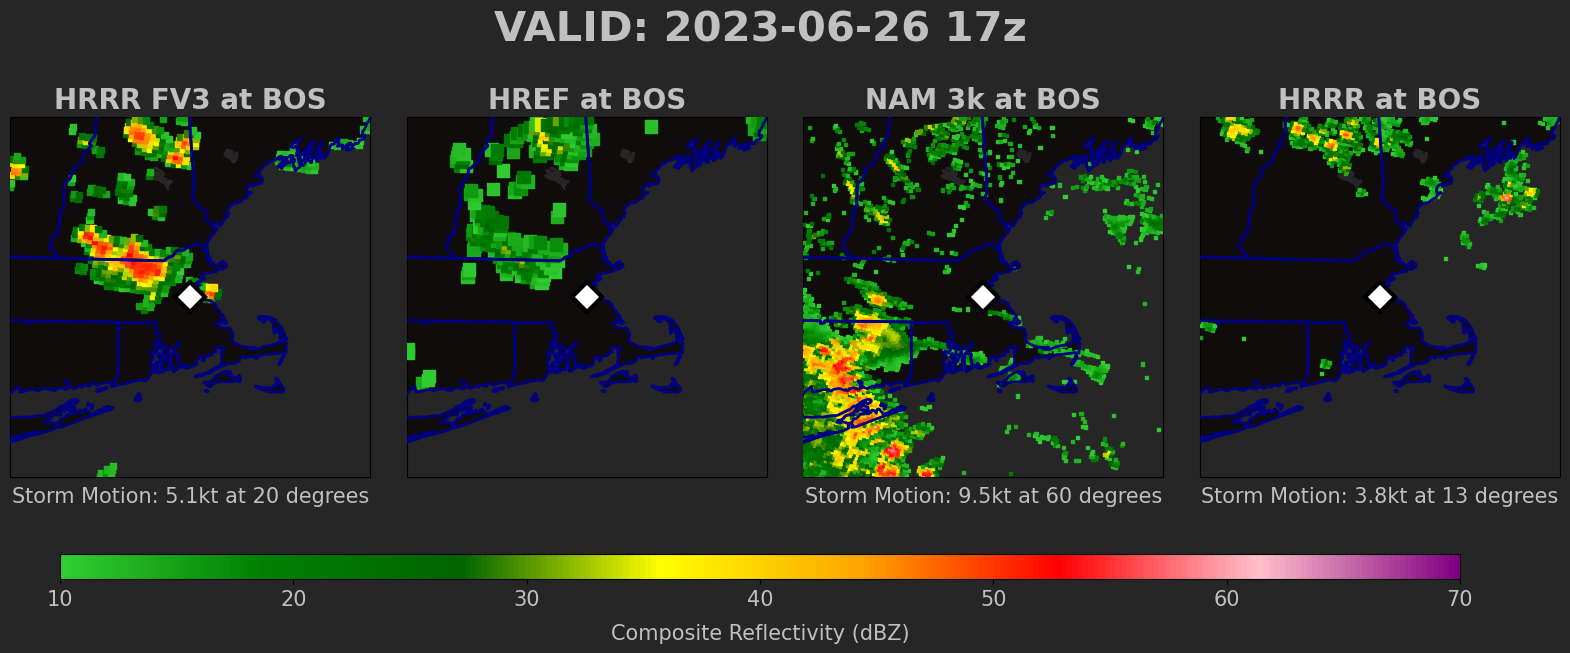 VALID: 2023-06-26 17z
HRRR FV3 at BOS
HREF at BOS
NAM 3k at BOS
HRRR at BOS
Storm Motion: 5.1kt at 20 degrees
Storm Motion: 9.5kt at 60 degrees
Storm Motion: 3.8kt at 13 degrees
10 20 30 40 50 60 70
Composite Reflectivity (dBZ)